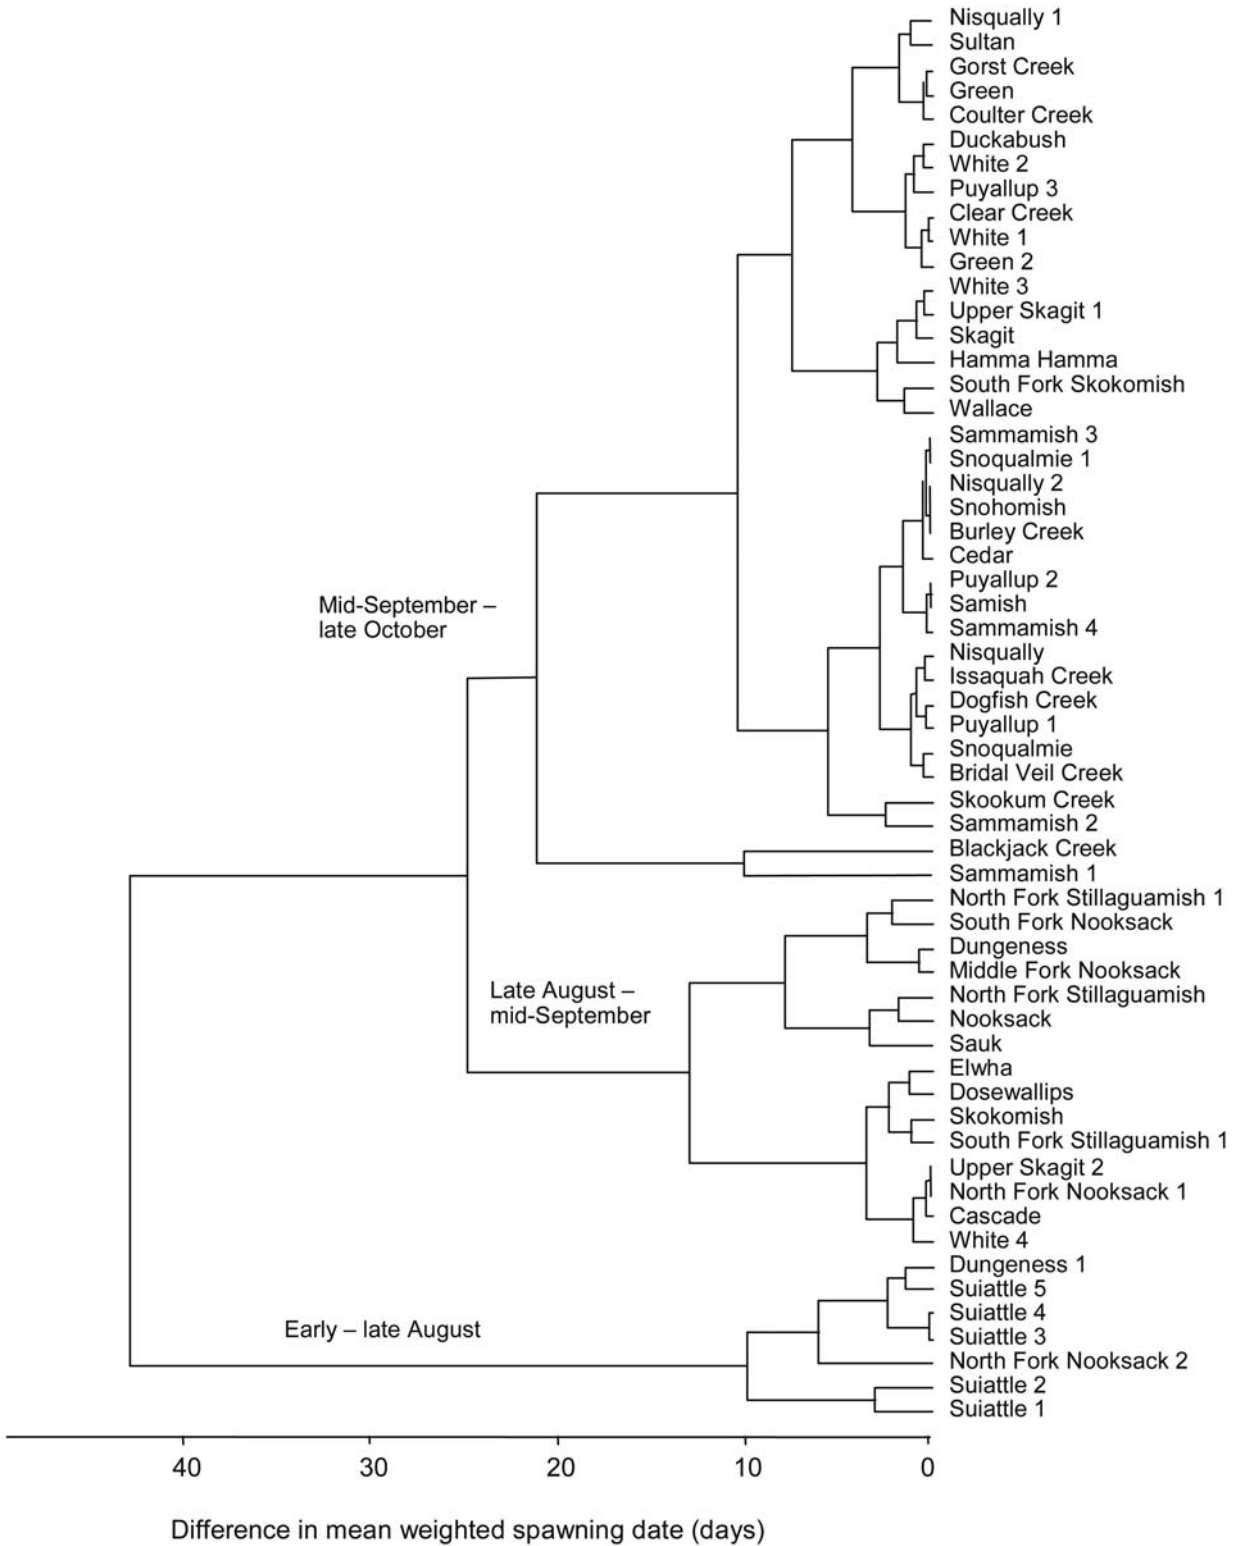 Nisqually 1
Sultan
Gorst Creek
Green
Coulter Creek
Duckabush
White 2
Puyallup 3
Clear Creek
White 1
Green 2
White 3
Upper Skagit 1
Skagit
Hamma Hamma
South Fork Skokomish
Wallace
Sammamish 3
Snoqualmie 1
Nisqually 2
Snohomish
Burley Creek
Cedar
Puyallup 2
Samish
Sammamish 4
Nisqually
Issaquah Creek
Dogfish Creek
Puyallup 1
Snoqualmie
Bridal Veil Creek
Skookum Creek
Sammamish 2
Blackjack Creek
Sammamish 1
North Fork Stillaguamish 1
South Fork Nooksack
Dungeness
Middle Fork Nooksack
North Fork Stillaguamish
Nooksack
Sauk
Elwha
Dosewallips
Skokomish
South Fork Stillaguamish 1
Upper Skagit 2
North Fork Nooksack 1
Cascade
White 4
Dungeness 1
Suiattle 5
Suiattle 4
Suiattle 3
North Fork Nooksack 2
Suiattle 2
Suiattle 1
Mid-September –
late October
Late August –
mid-September
Early – late August
40 30 20 10 0
Difference in mean weighted spawning date (days)